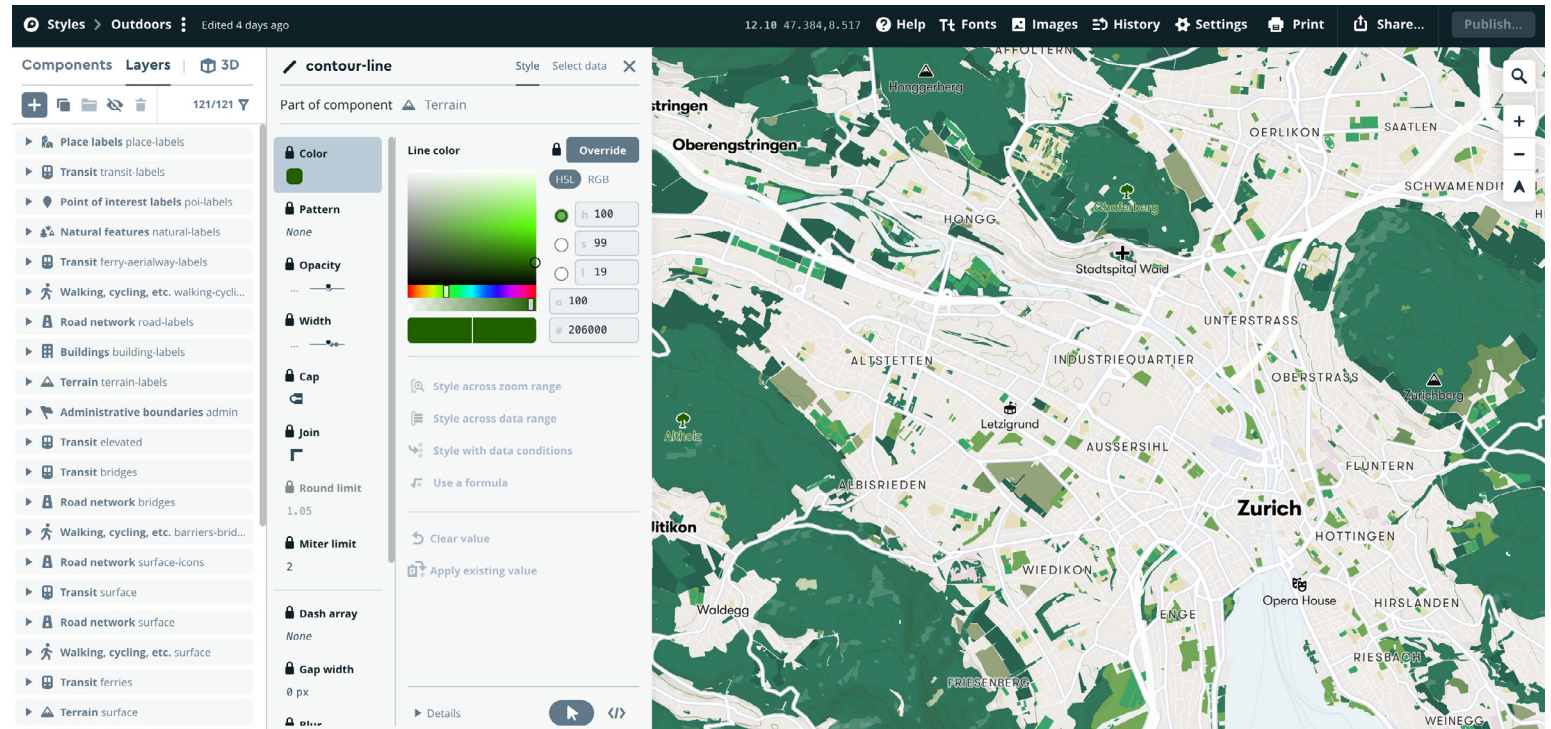 Styles > Outdoors Edited 4 days ago 12.10 47.384,8.517 Help Fonts Images History Settings Print Share... Publish...
Components Layers 3D
121/121
Place labels place-labels
Transit transit-labels
Point of interest labels poi-labels
Natural features natural-labels
Transit ferry-aerialway-labels
Walking, cycling, etc. walking-cycli...
Road network road-labels
Buildings building-labels
Terrain terrain-labels
Administrative boundaries admin
Transit elevated
Transit bridges
Road network bridges
Walking, cycling, etc. barriers-brid...
Road network surface-icons
Transit surface
Road network surface
Walking, cycling, etc. surface
Transit ferries
Terrain surface
contour-line Style Select data
Part of component Terrain
Color
Pattern
None
Opacity
...
Width
...
Cap
Join
Round limit
1.05
Miter limit
2
Dash array
None
Gap width
0 px
Blur
Line color Override
HSL RGB
h 100
s 99
l 19
a 100
# 206000
Style across zoom range
Style across data range
Style with data conditions
Use a formula
Clear value
Apply existing value
Details </>
AFFOLTERN
Honggerberg
stringen
Oberengstringen
OERLIKON
SAATLEN
SCHWAMENDIN
H
Chaferberg
HONGG
Stadtspital Waid
UNTERSTRASS
ALTSTETTEN
INDUSTRIEQUARTIER
OBERSTRASS
Zurichberg
Letzigrund
Altholz
AUSSERSIHL
FLUNTERN
ALBISRIEDEN
Zurich
Jitikon
HOTTINGEN
WIEDIKON
Opera House
HIRSLANDEN
Waldegg
ENGE
RIESBACH
FRIESENBERG
WEINEGG